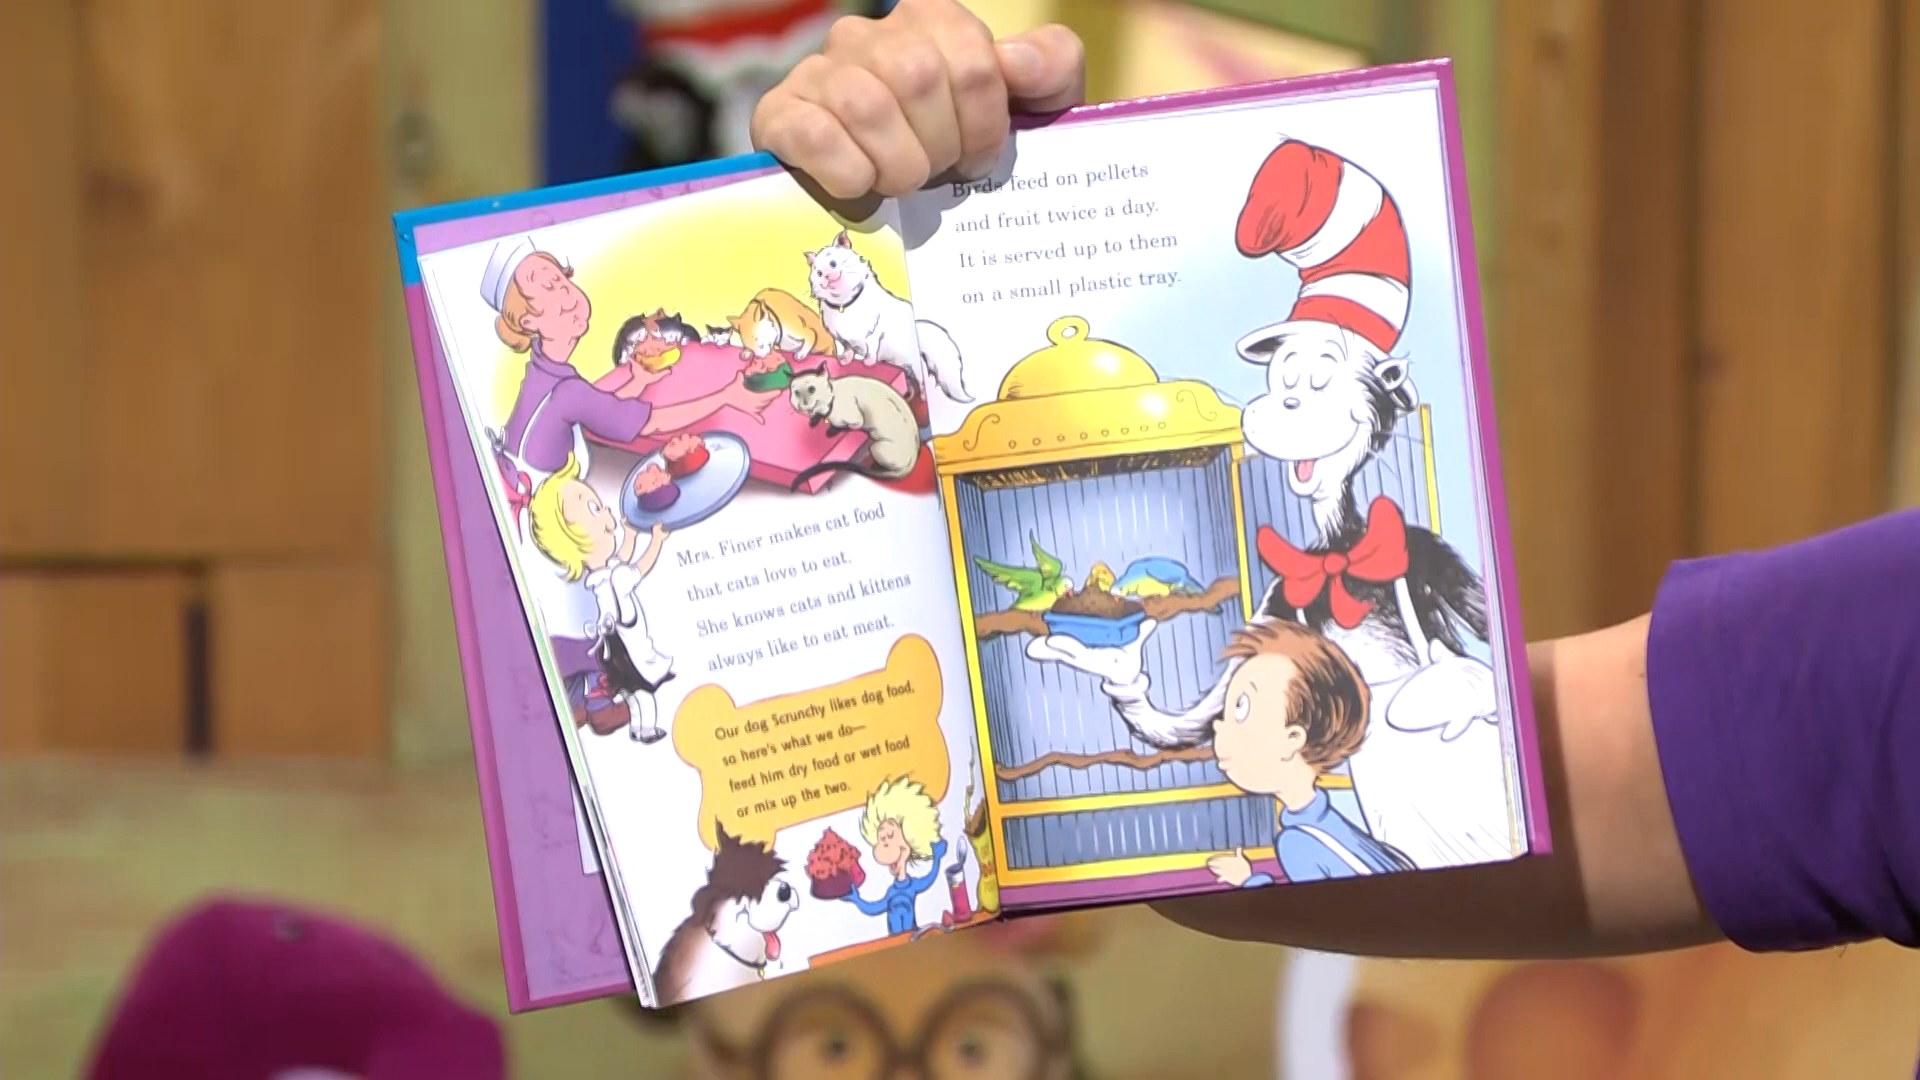 Mrs. Finer makes cat food
that cats love to eat.
She knows cats and kittens
always like to eat meat.
Our dog Scrunchy likes dog food,
so here's what we do—
feed him dry food or wet food
or mix up the two.
Birds feed on pellets
and fruit twice a day.
It is served up to them
on a small plastic tray.